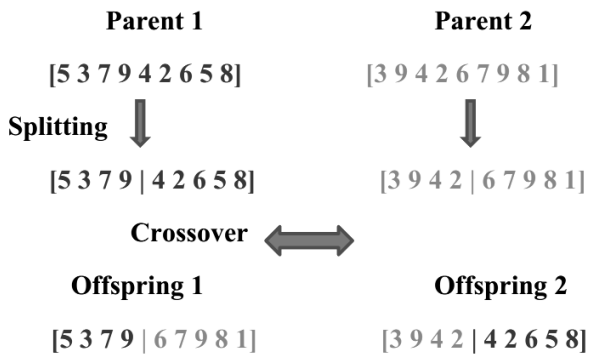 Parent 1 Parent 2
[5 3 7 9 4 2 6 5 8] [3 9 4 2 6 7 9 8 1]
Splitting
[5 3 7 9 | 4 2 6 5 8] [3 9 4 2 | 6 7 9 8 1]
Crossover
Offspring 1 Offspring 2
[5 3 7 9 | 6 7 9 8 1] [3 9 4 2 | 4 2 6 5 8]